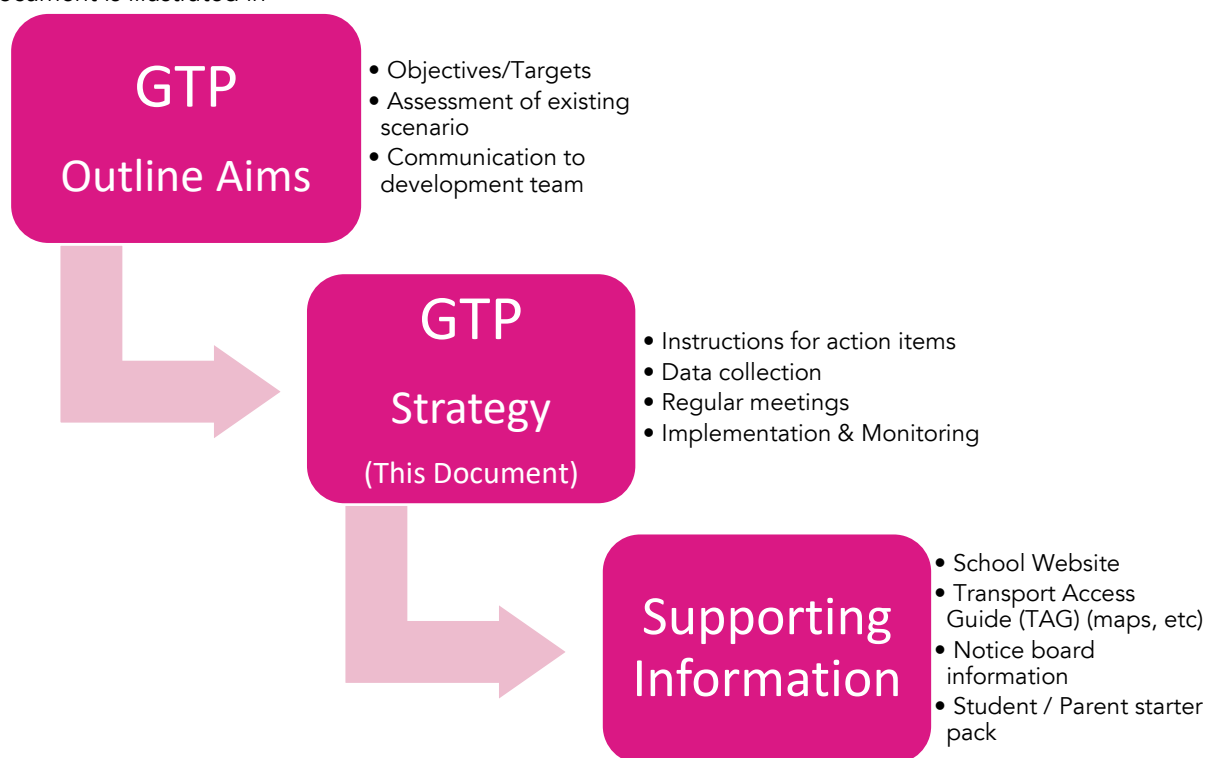 GTP
Outline Aims
• Objectives/Targets
• Assessment of existing
scenario
• Communication to
development team
GTP
Strategy
(This Document)
• Instructions for action items
• Data collection
• Regular meetings
• Implementation & Monitoring
Supporting
Information
• School Website
• Transport Access
Guide (TAG) (maps, etc)
• Notice board
information
• Student / Parent starter
pack